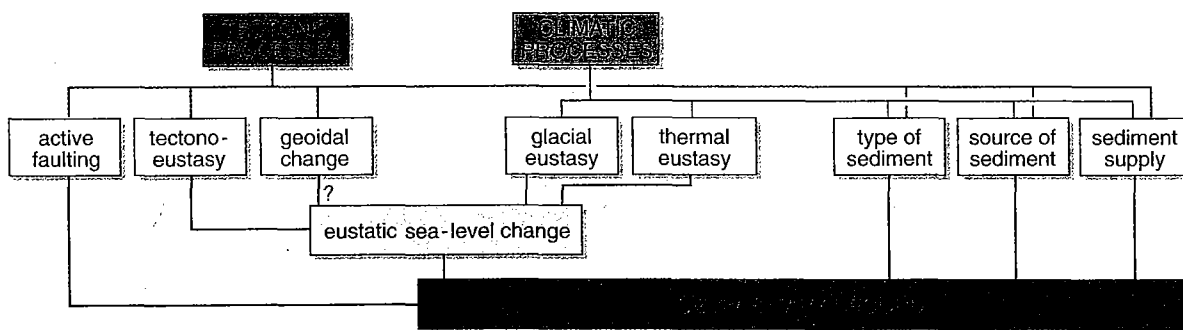 TECTONIC
PROCESSES
CLIMATIC
PROCESSES
active
faulting
tectono-
eustasy
geoidal
change
glacial
eustasy
thermal
eustasy
type of
sediment
source of
sediment
sediment
supply
?
eustatic sea-level change